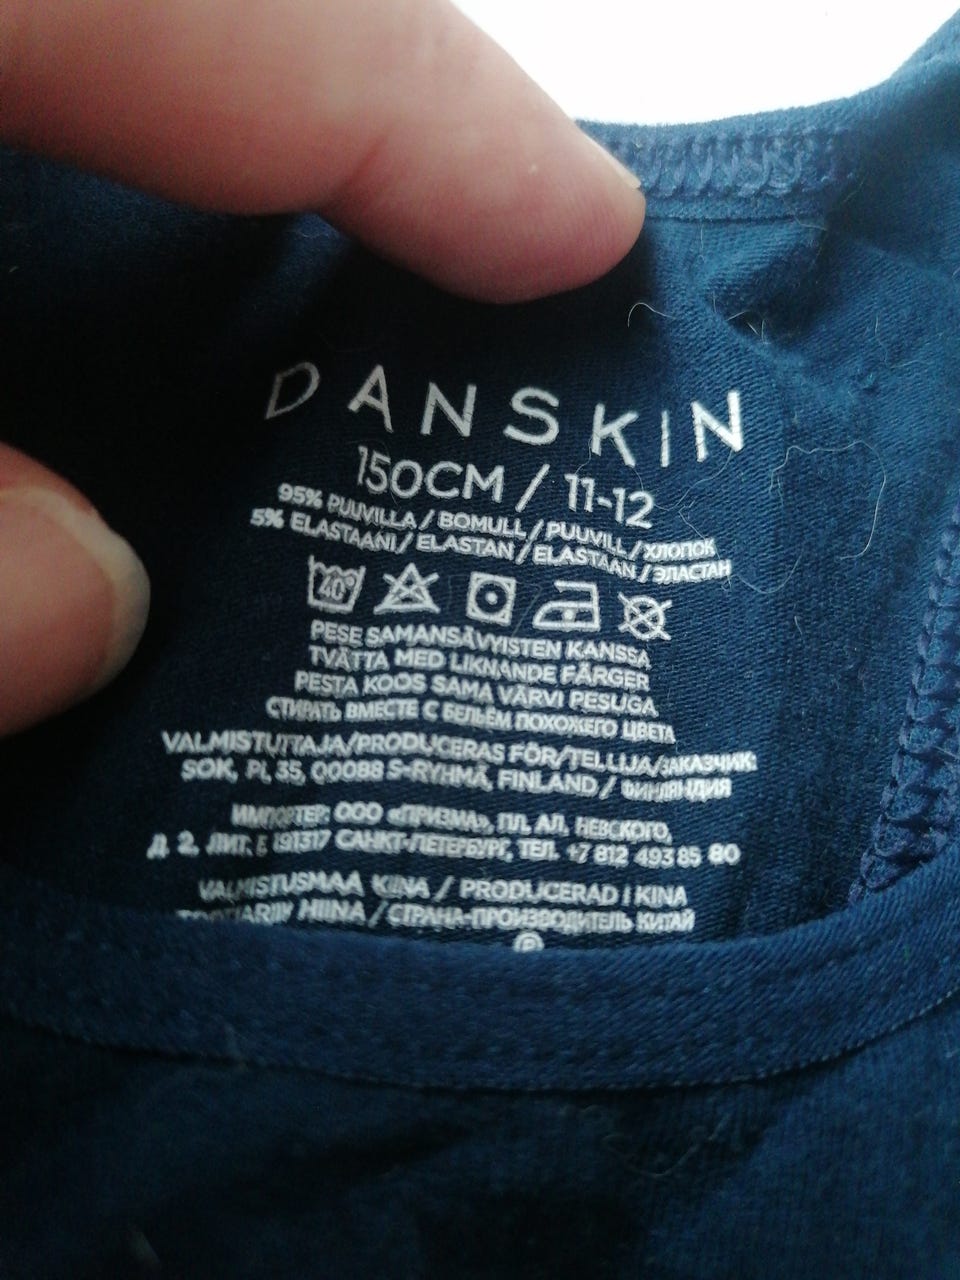 DANSKIN
150CM / 11-12
95% PUUVILLA / BOMULL / PUUVILL / ХЛОПОК
5% ELASTAANI / ELASTAN / ELASTAAN / ЭЛАСТАН
40°
PESE SAMANSÄVYISTEN KANSSA
TVÄTTA MED LIKNANDE FÄRGER
PESTA KOOS SAMA VÄRVI PESUGA
СТИРАТЬ ВМЕСТЕ С БЕЛЬЁМ ПОХОЖЕГО ЦВЕТА
VALMISTUTTAJA/PRODUCERAS FÖR/TELLIJA/ЗАКАЗЧИК:
SOK, PL 35, 00088 S-RYHMÄ, FINLAND / ФИНЛЯНДИЯ
ИМПОРТЕР: ООО «ПРИЗМА», ПЛ. АЛ. НЕВСКОГО,
Д. 2, ЛИТ. Е 191317 САНКТ-ПЕТЕРБУРГ, ТЕЛ. +7 812 493 85 80
VALMISTUSMAA KIINA / PRODUCERAD I KINA
TOOTJARIIK HIINA / СТРАНА-ПРОИЗВОДИТЕЛЬ КИТАЙ